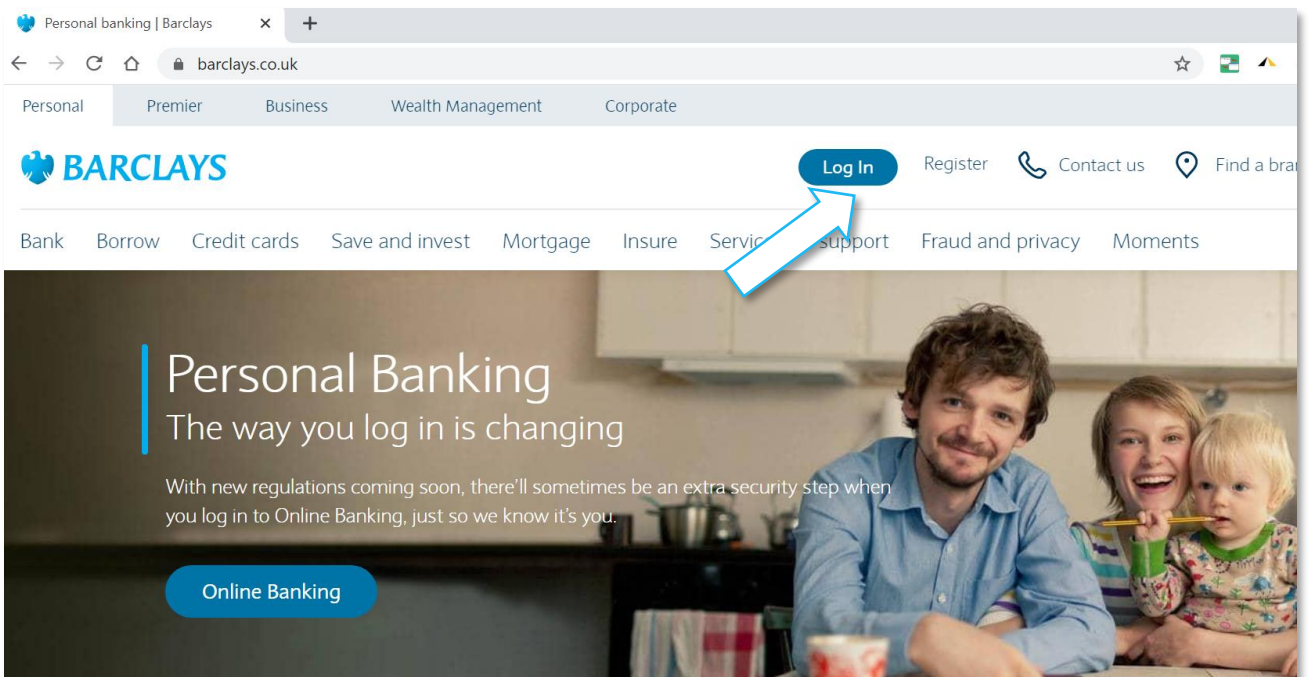 Personal banking | Barclays
barclays.co.uk
Personal Premier Business Wealth Management Corporate
BARCLAYS
Log In Register Contact us Find a
Bank Borrow Credit cards Save and invest Mortgage Insure support Fraud and privacy Moments
Personal Banking
The way you log in is changing
With new regulations coming soon, there'll sometimes be an extra security step when
you log in to Online Banking, just so we know it's you.
Online Banking